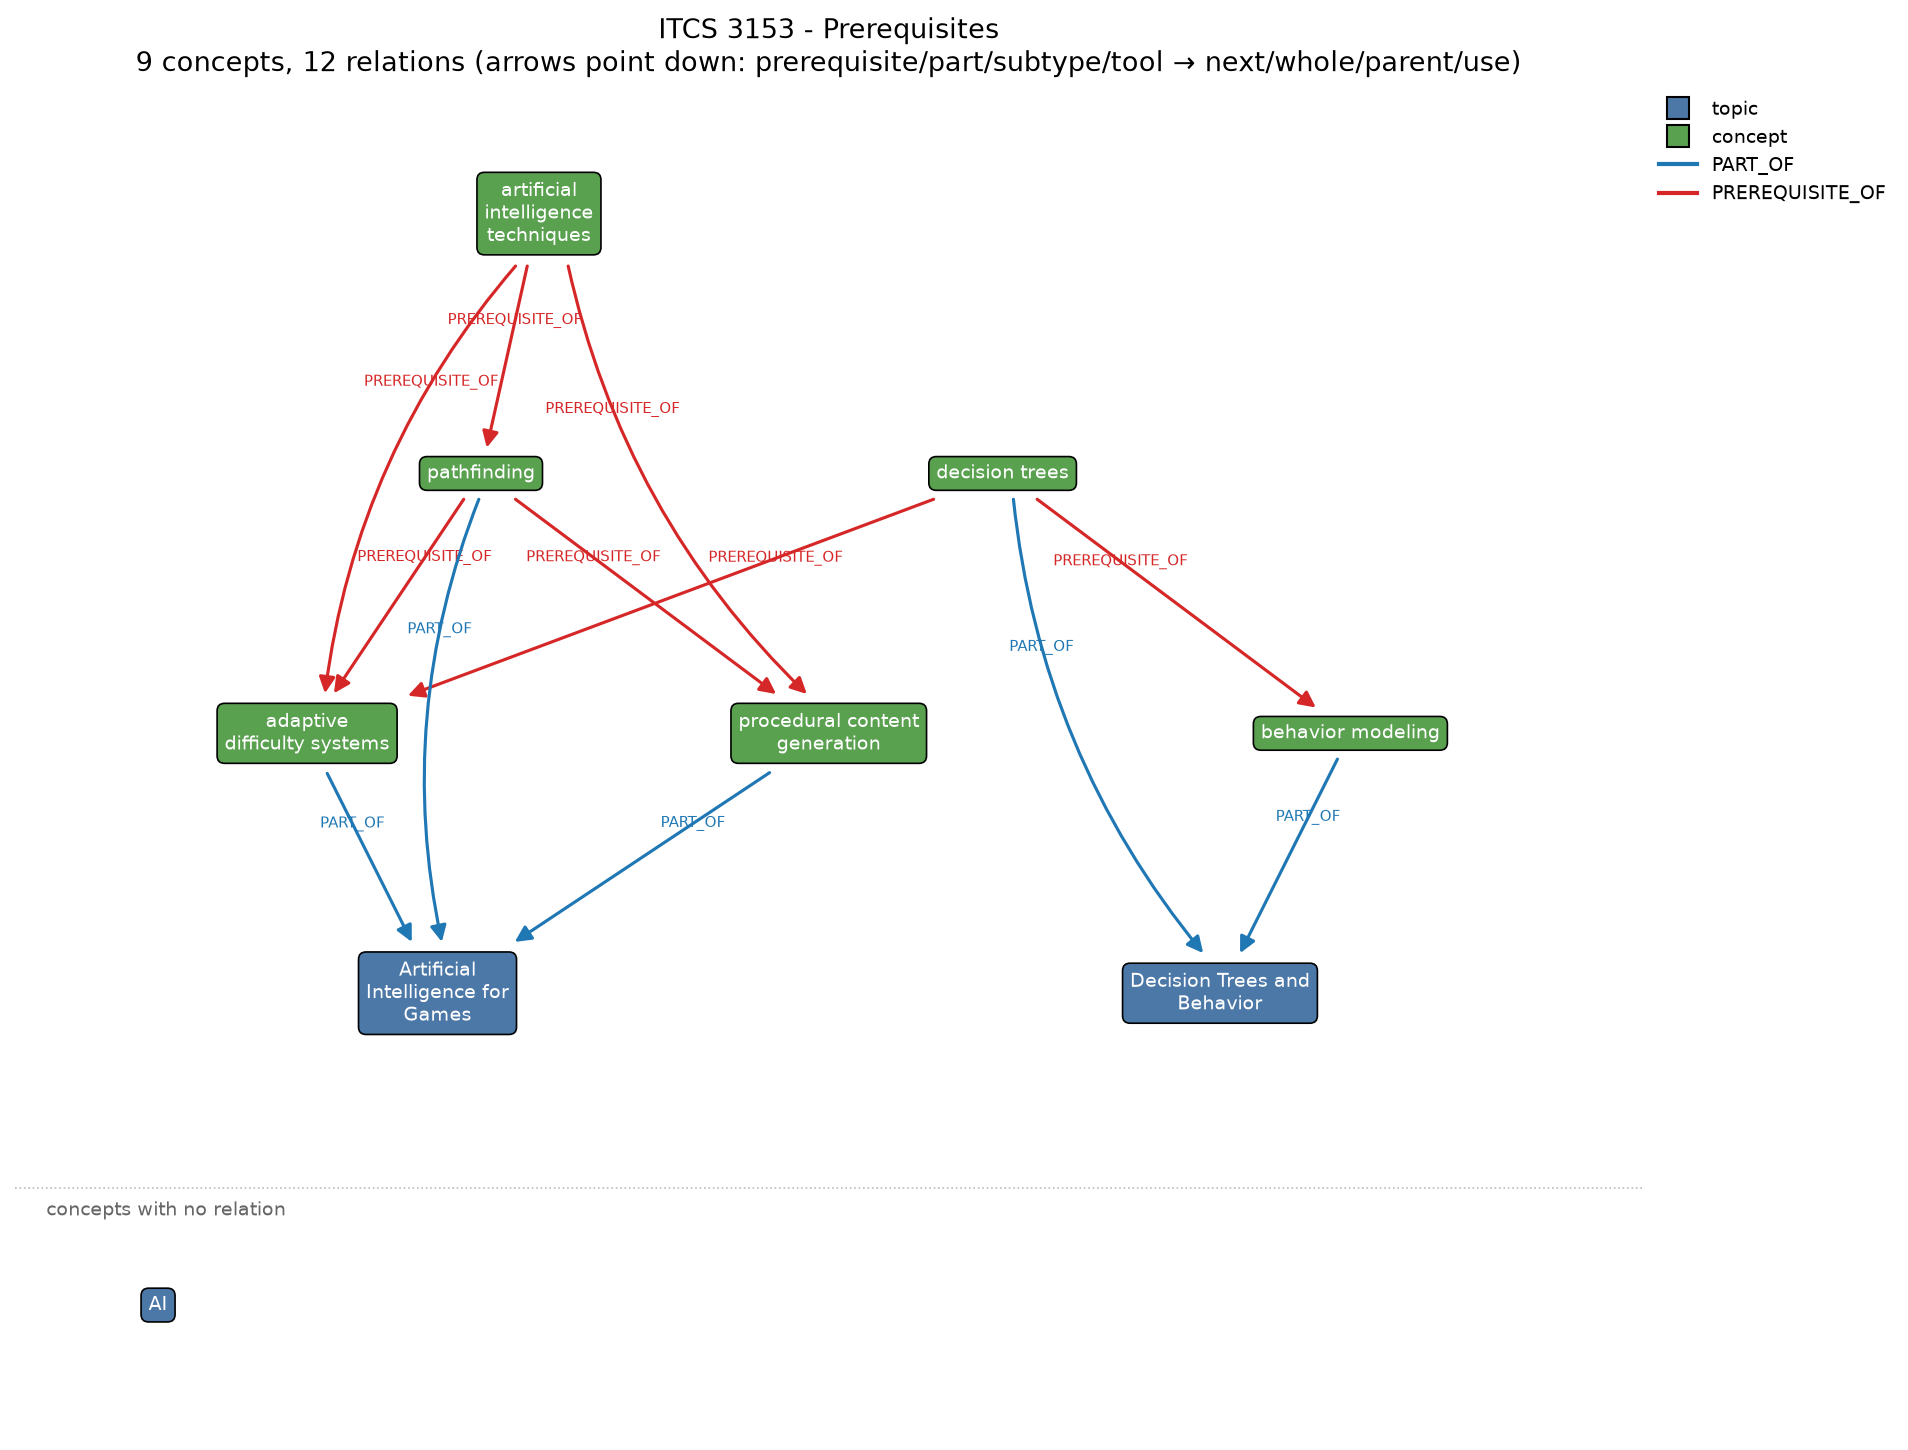 ITCS 3153 - Prerequisites
9 concepts, 12 relations (arrows point down: prerequisite/part/subtype/tool → next/whole/parent/use)
topic
concept
PART_OF
PREREQUISITE_OF
artificial
intelligence
techniques
PREREQUISITE_OF
PREREQUISITE_OF
PREREQUISITE_OF
pathfinding
decision trees
PREREQUISITE_OF
PREREQUISITE_OF
PREREQUISITE_OF
PREREQUISITE_OF
PART_OF
PART_OF
adaptive
difficulty systems
procedural content
generation
behavior modeling
PART_OF
PART_OF
PART_OF
Artificial
Intelligence for
Games
Decision Trees and
Behavior
concepts with no relation
AI